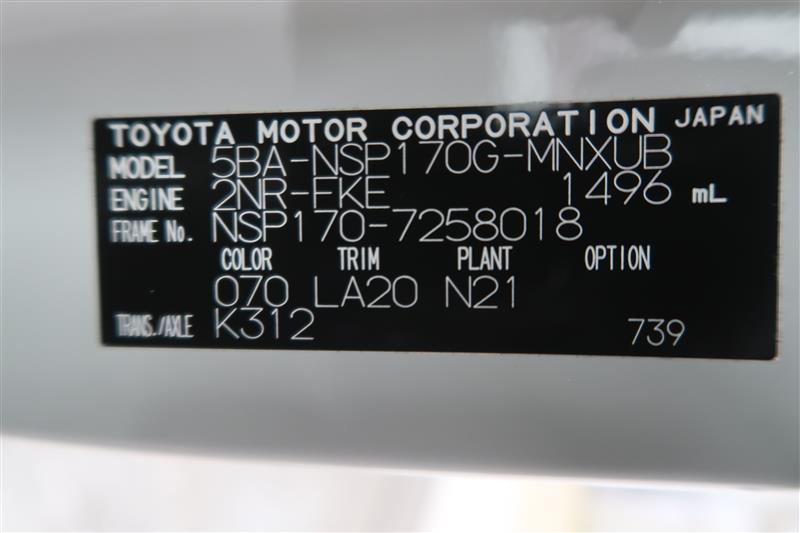 TOYOTA MOTOR CORPORATION JAPAN
MODEL 5BA-NSP170G-MNXUB
ENGINE 2NR-FKE 1496 mL
FRAME No. NSP170-7258018
COLOR TRIM PLANT OPTION
070 LA20 N21
TRANS./AXLE K312 739